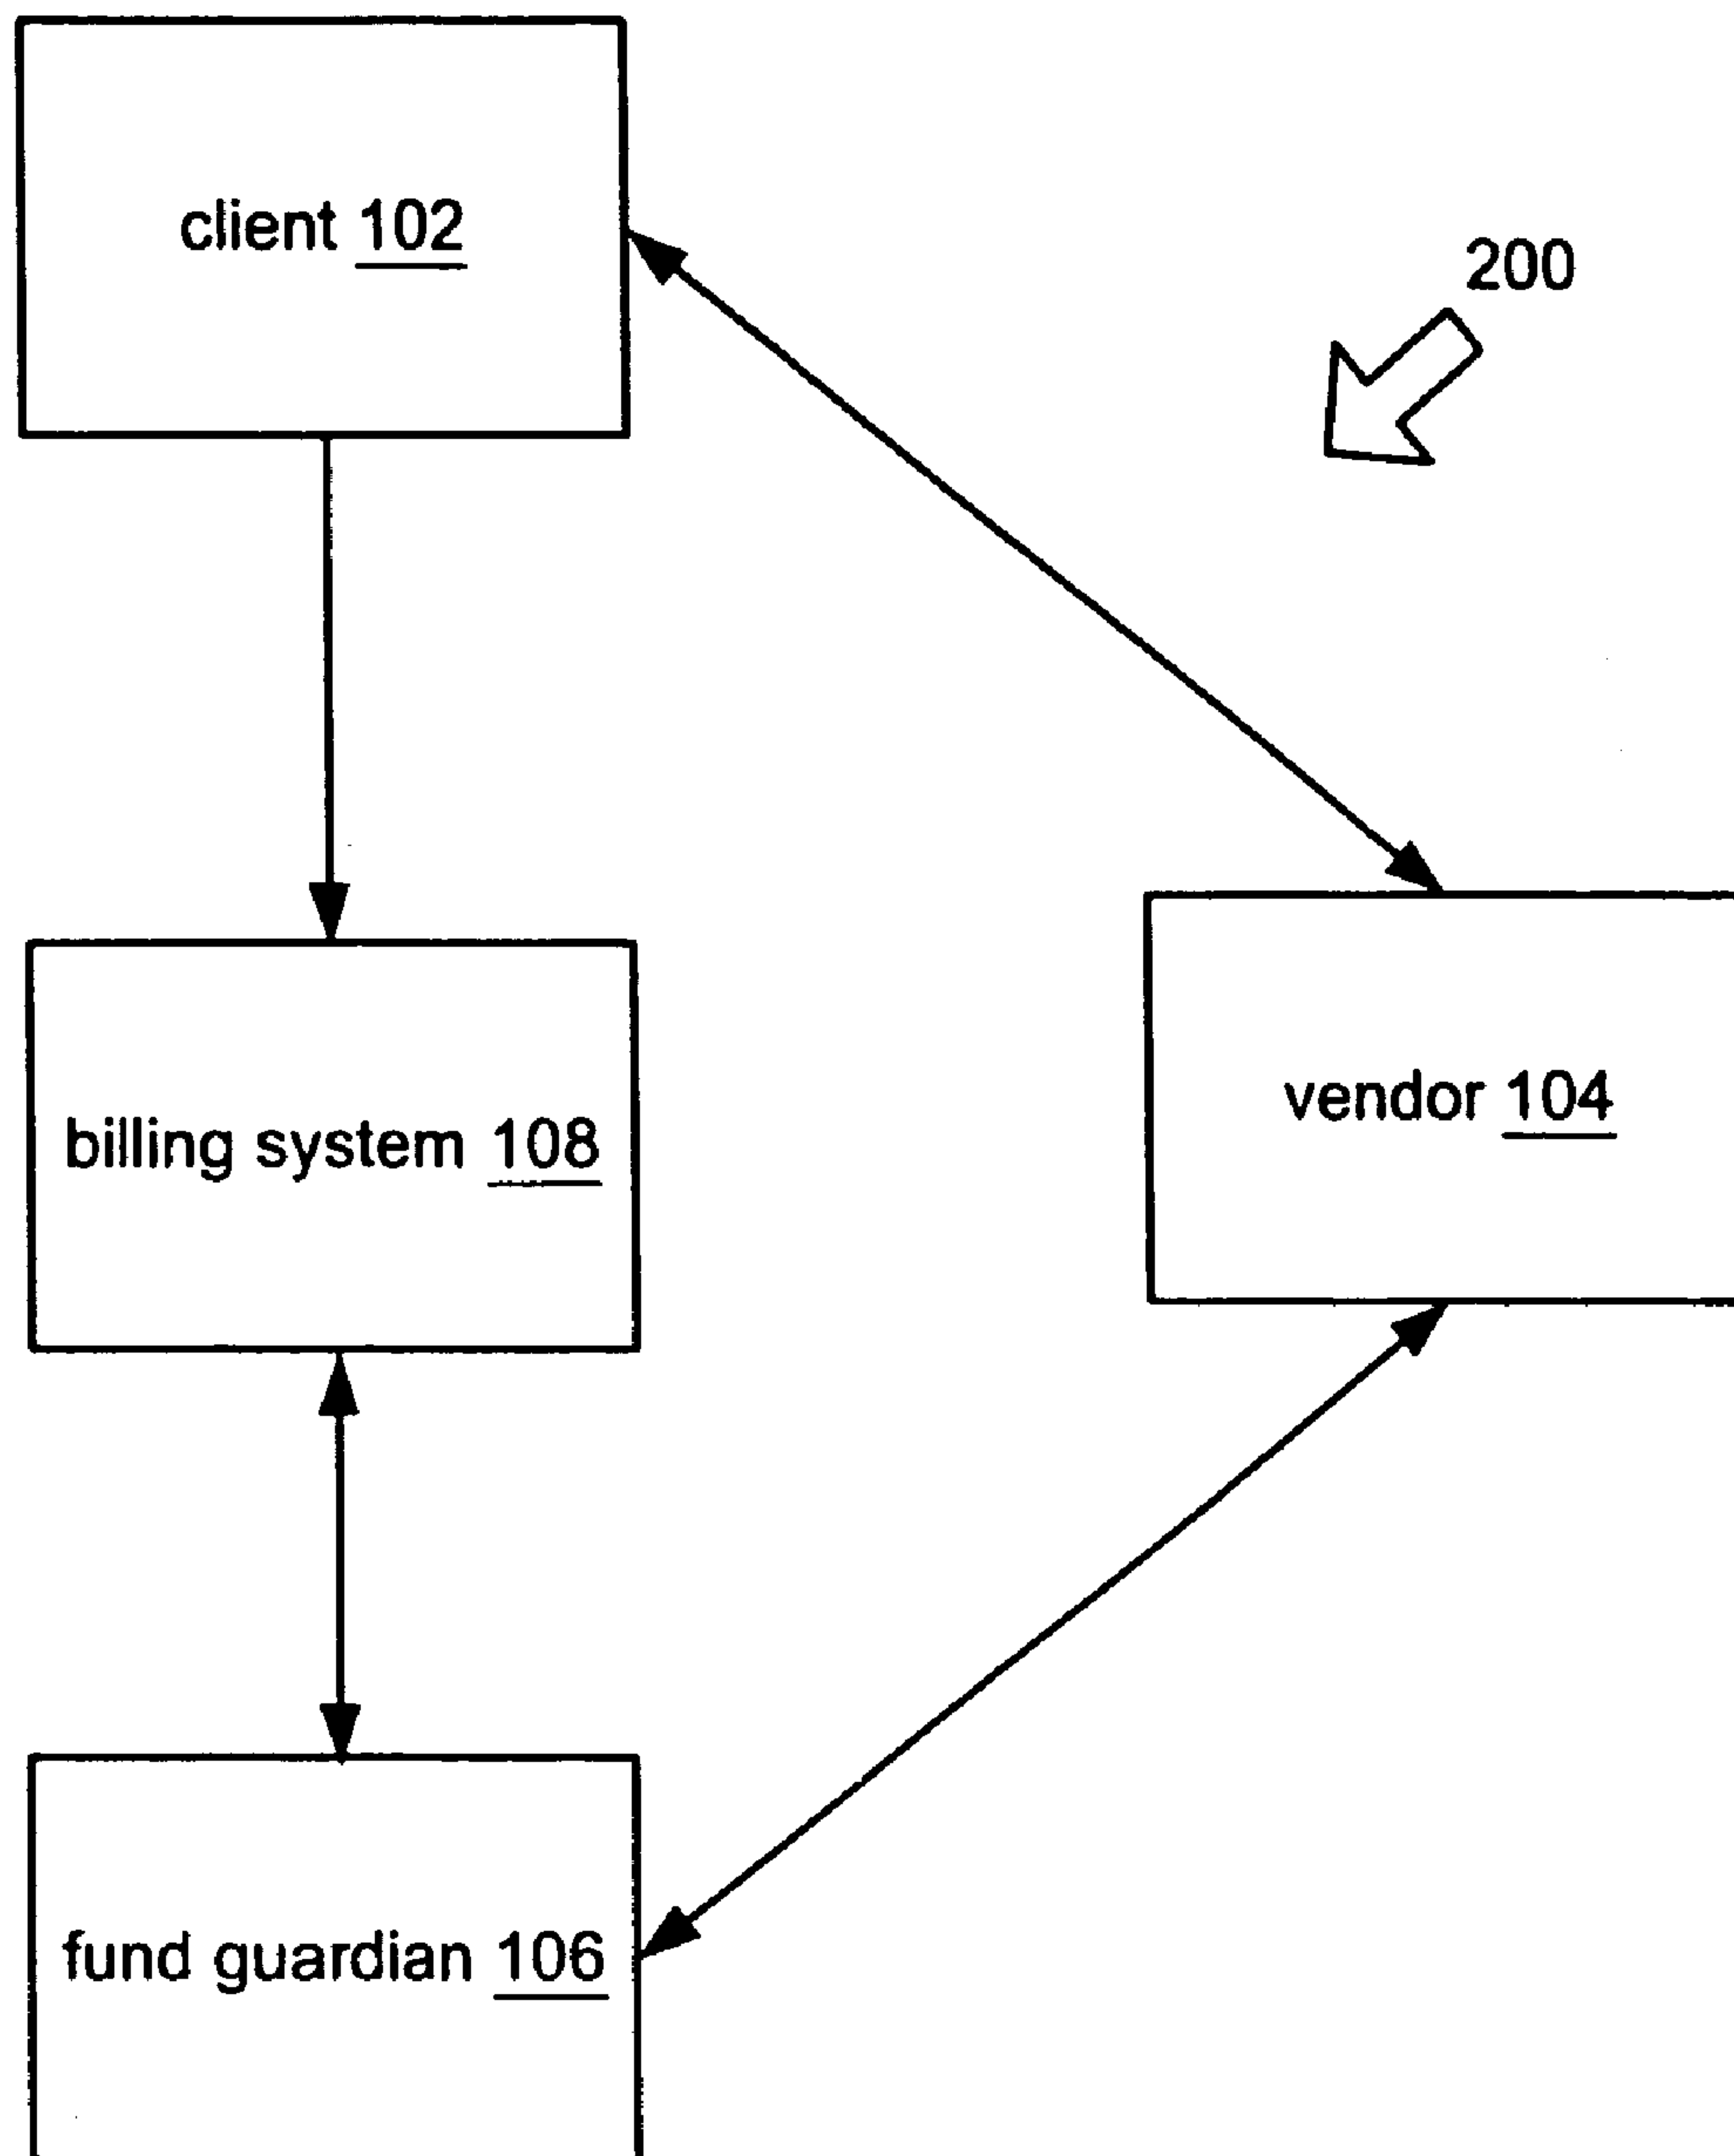 client 102
200
vendor 104
billing system 108
fund guardian 106